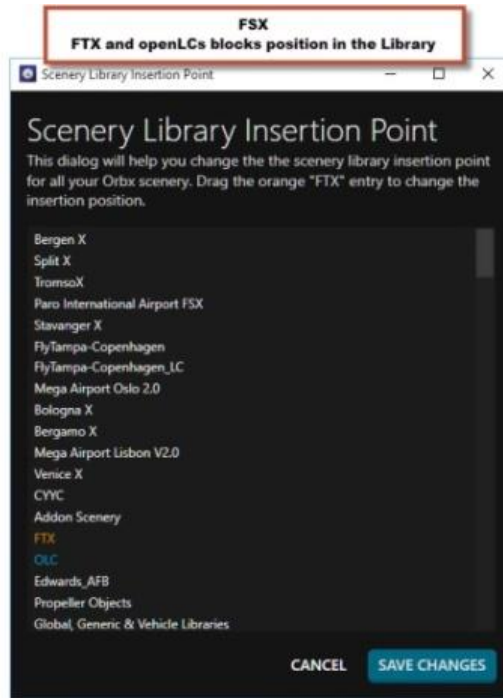 FSX
FTX and openLCs blocks position in the Library
Scenery Library Insertion Point
Scenery Library Insertion Point
This dialog will help you change the the scenery library insertion point
for all your Orbx scenery. Drag the orange "FTX" entry to change the
insertion position.
Bergen X
Split X
TromsoX
Paro International Airport FSX
Stavanger X
FlyTampa-Copenhagen
FlyTampa-Copenhagen_LC
Mega Airport Oslo 2.0
Bologna X
Bergamo X
Mega Airport Lisbon V2.0
Venice X
CYYC
Addon Scenery
FTX
OLC
Edwards_AFB
Propeller Objects
Global, Generic & Vehicle Libraries
CANCEL SAVE CHANGES